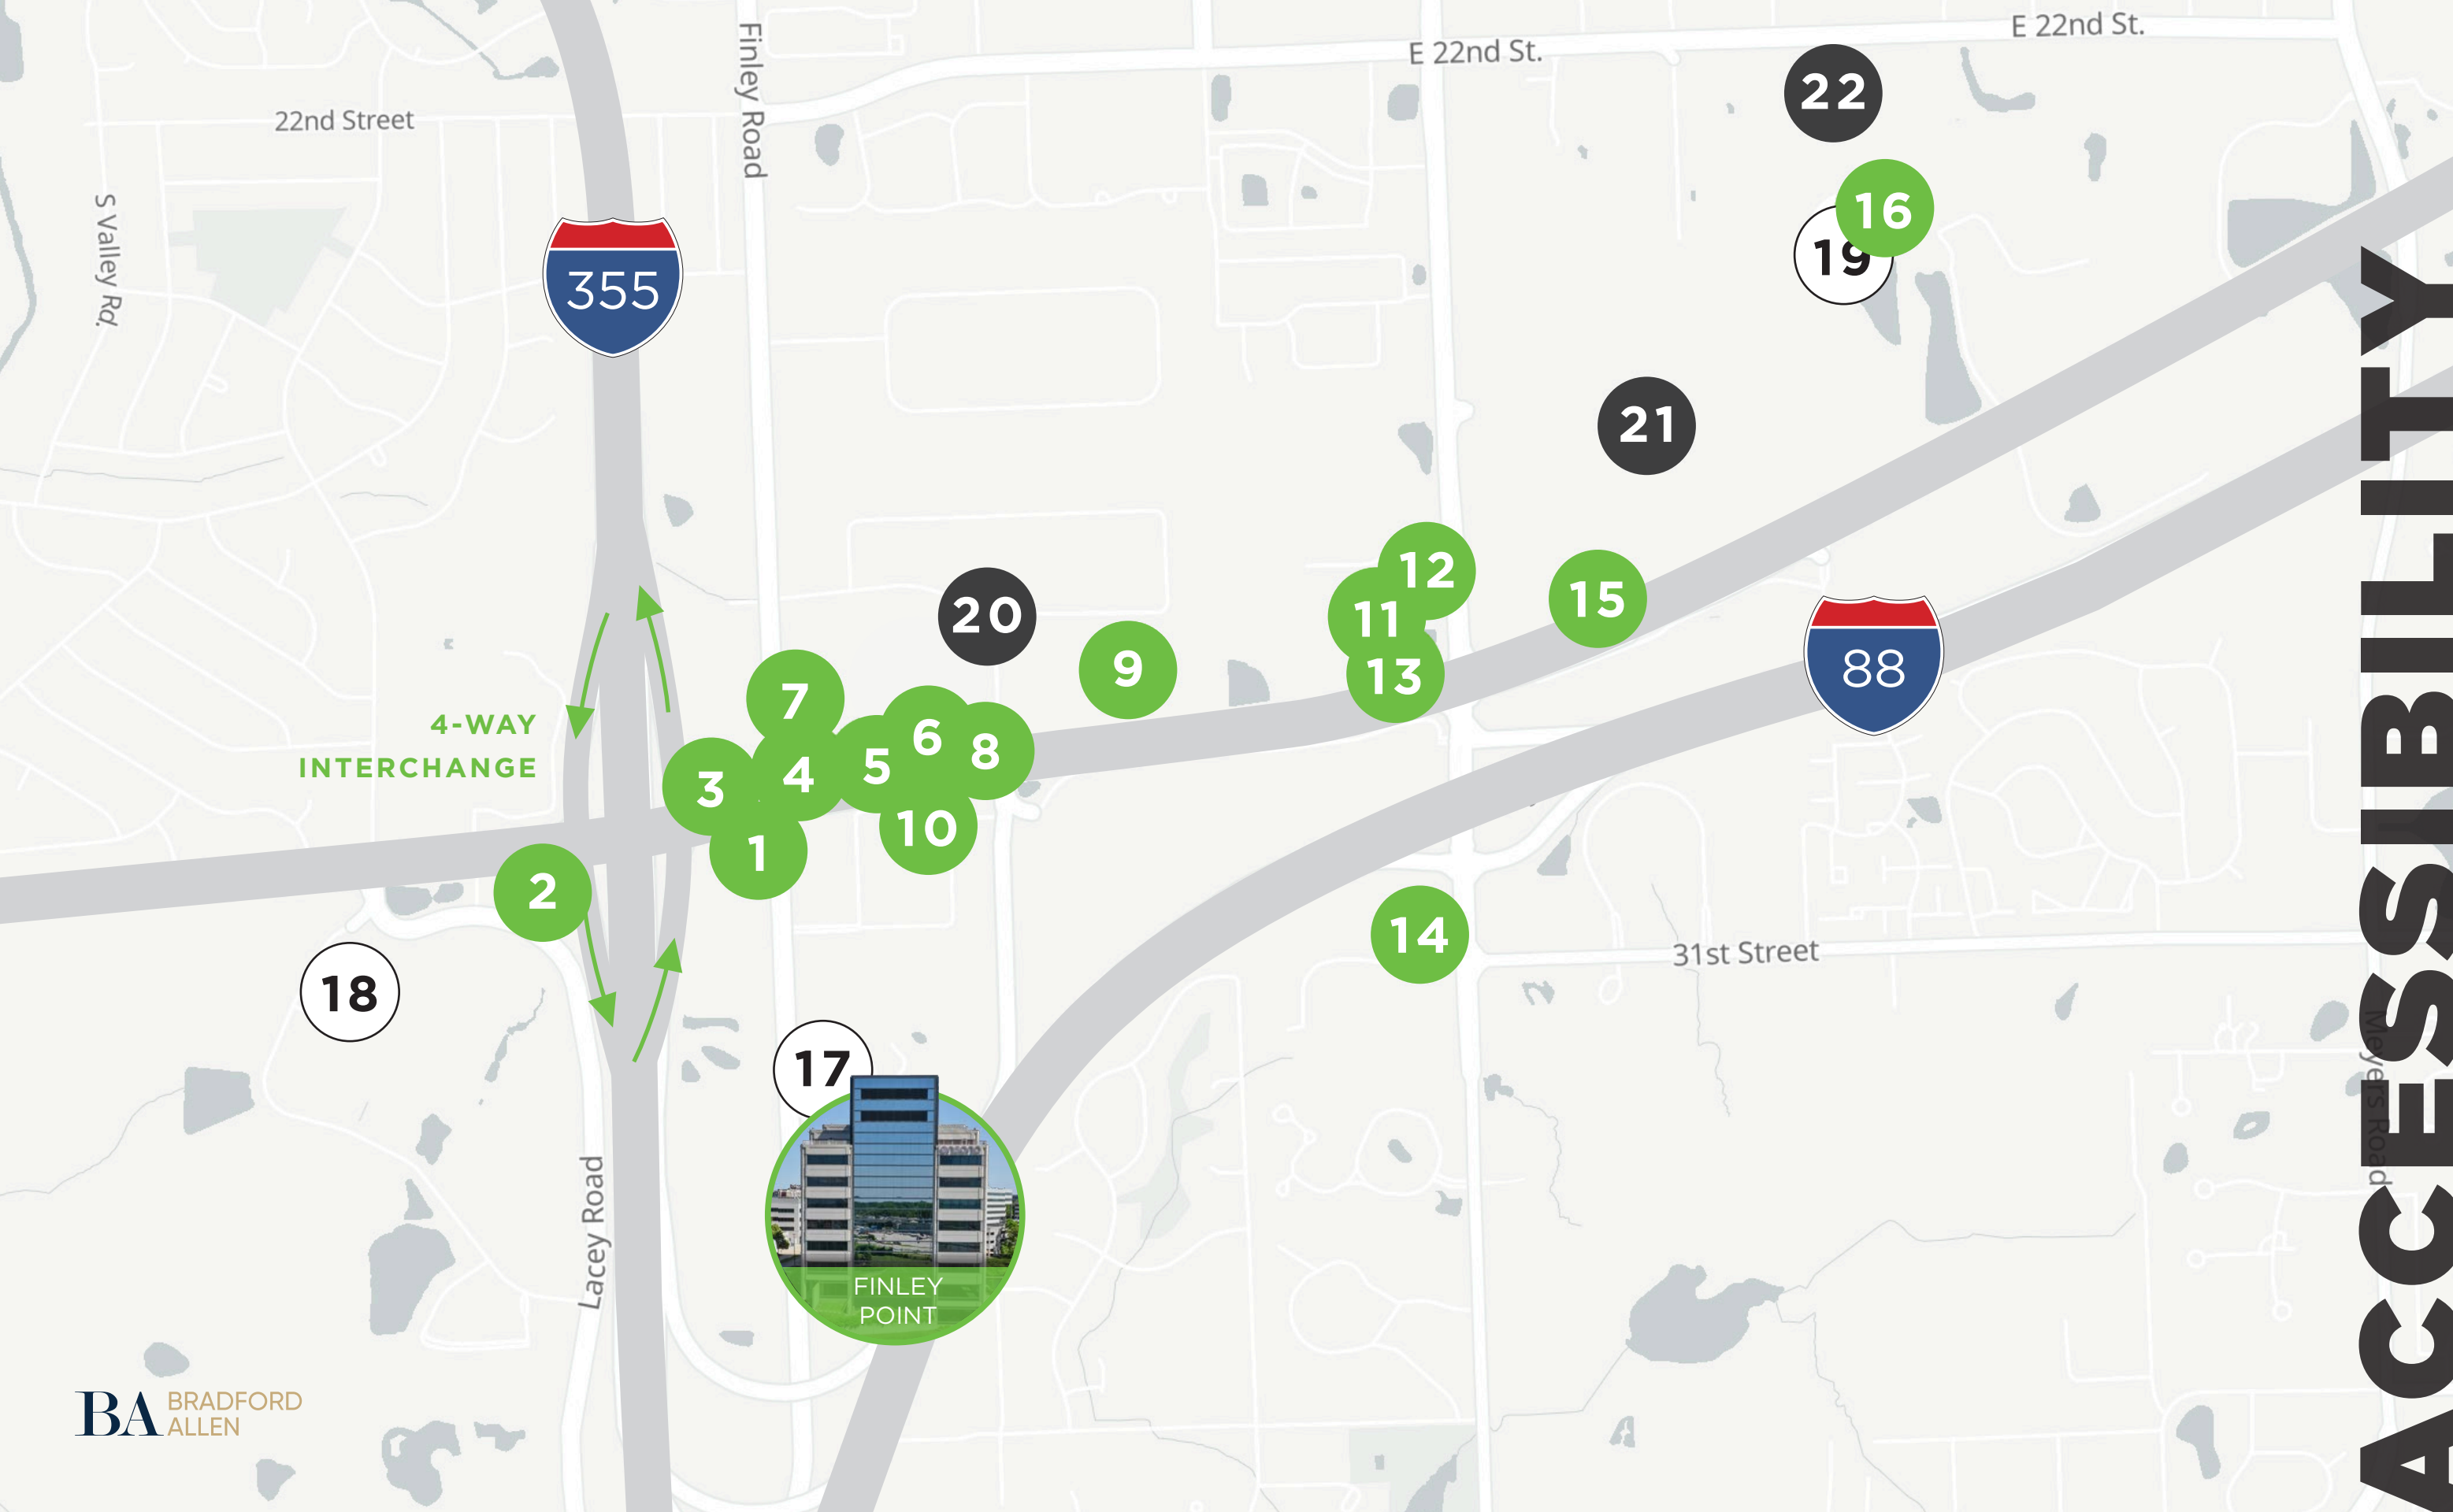 E 22nd St.
E 22nd St.
Finley Road
22
22nd Street
S Valley Rd.
16
19
355
21
12
20
15
11
9
13
88
7
4-WAY
INTERCHANGE
6
8
5
4
3
10
1
2
14
31st Street
18
17
Meyers Road
Lacey Road
FINLEY
POINT
BA BRADFORD
ALLEN
ACCESSIBILITY